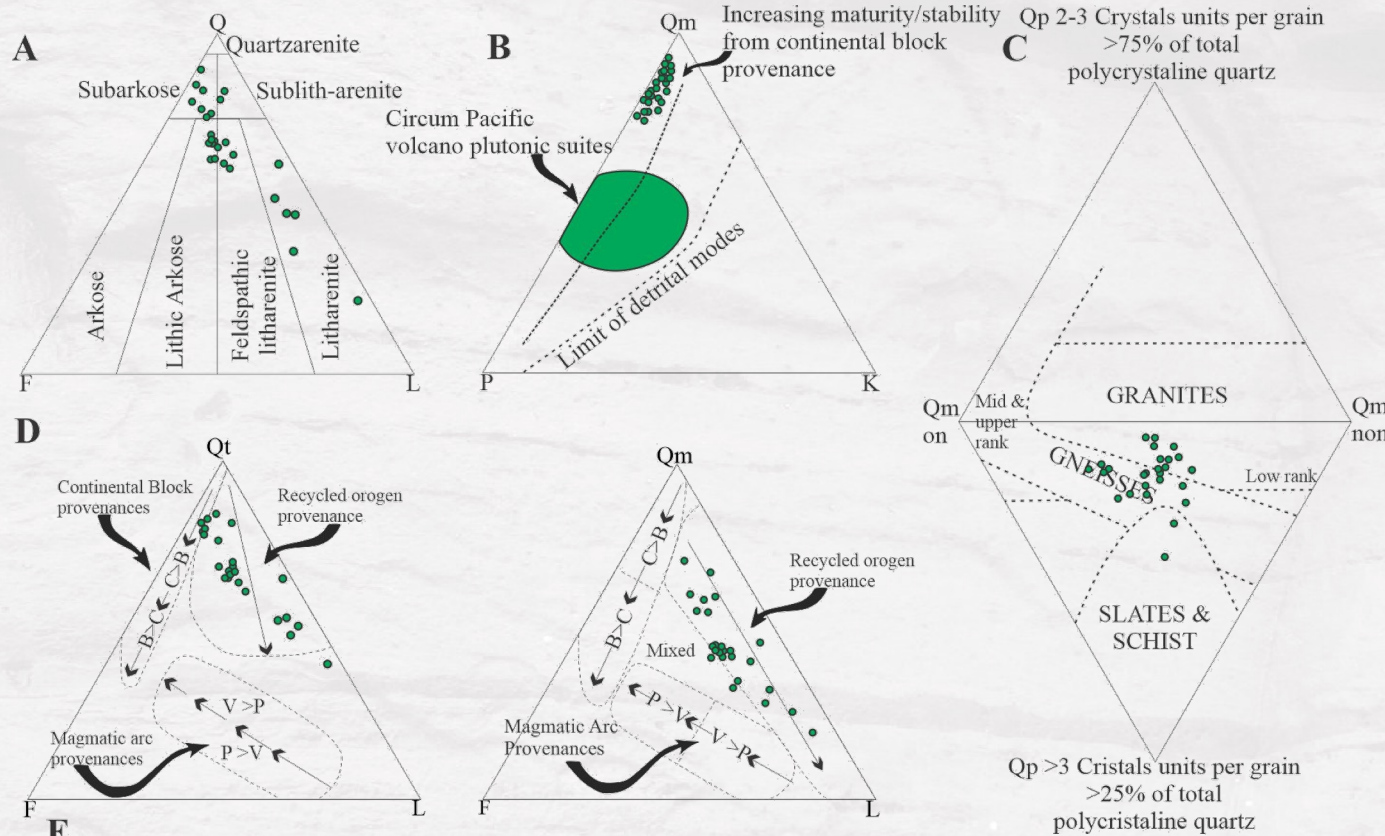 A
Q
Quartzarenite
Subarkose
Sublith-arenite
Arkose
Lithic Arkose
Feldspathic
litharenite
Litharenite
F
L
B
Qm
Increasing maturity/stability
from continental block
provenance
Circum Pacific
volcano plutonic suites
Limit of detrital modes
P
K
C
Qp 2-3 Crystals units per grain
>75% of total
polycrystaline quartz
Qm
on
Mid &
upper
rank
GRANITES
Qm
non
GNEISSES
Low rank
SLATES &
SCHIST
Qp >3 Cristals units per grain
>25% of total
polycristaline quartz
D
Qt
Continental Block
provenances
Recycled orogen
provenance
C>B
B>C
V >P
P>V
Magmatic arc
provenances
F
L
Qm
C>B
B>C
Recycled orogen
provenance
Mixed
P >V
V >P
Magmatic Arc
Provenances
F
L